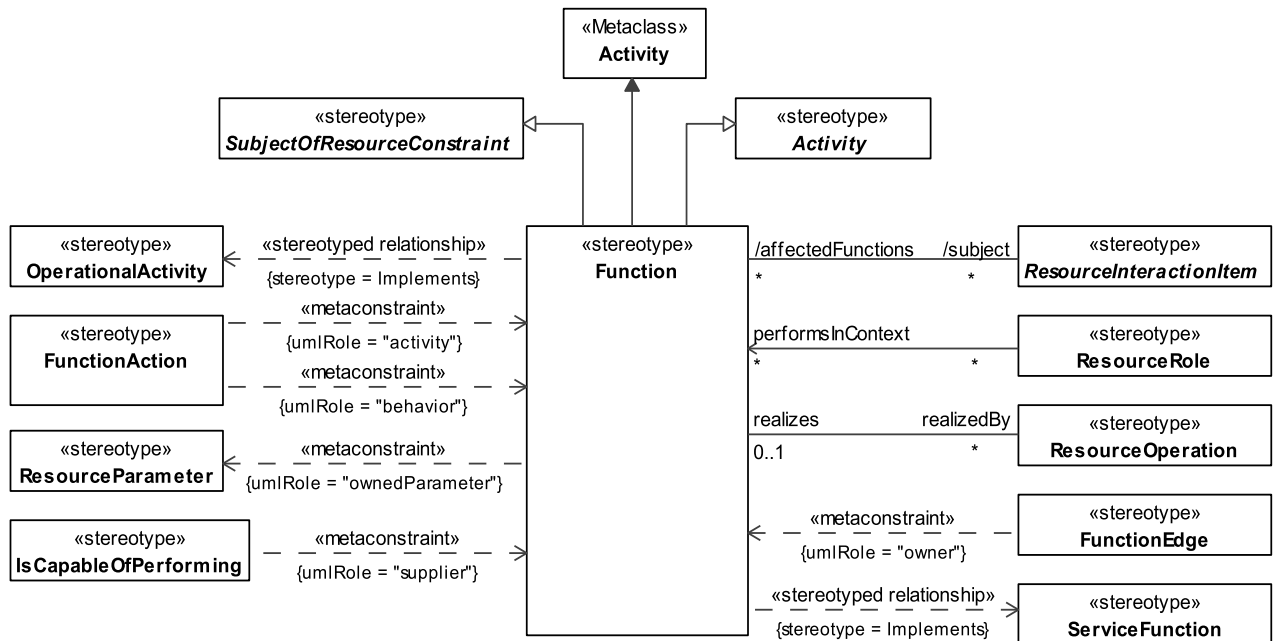 «Metaclass»
Activity
«stereotype»
SubjectOfResourceConstraint
«stereotype»
Activity
«stereotype»
OperationalActivity
«stereotyped relationship»
{stereotype = Implements}
«stereotype»
FunctionAction
«metaconstraint»
{umlRole = "activity"}
«metaconstraint»
{umlRole = "behavior"}
«stereotype»
ResourceParameter
«metaconstraint»
{umlRole = "ownedParameter"}
«stereotype»
IsCapableOfPerforming
«metaconstraint»
{umlRole = "supplier"}
«stereotype»
Function
/affectedFunctions /subject
* *
«stereotype»
ResourceInteractionItem
performsInContext
* *
«stereotype»
ResourceRole
realizes realizedBy
0..1 *
«stereotype»
ResourceOperation
«metaconstraint»
{umlRole = "owner"}
«stereotype»
FunctionEdge
«stereotyped relationship»
{stereotype = Implements}
«stereotype»
ServiceFunction